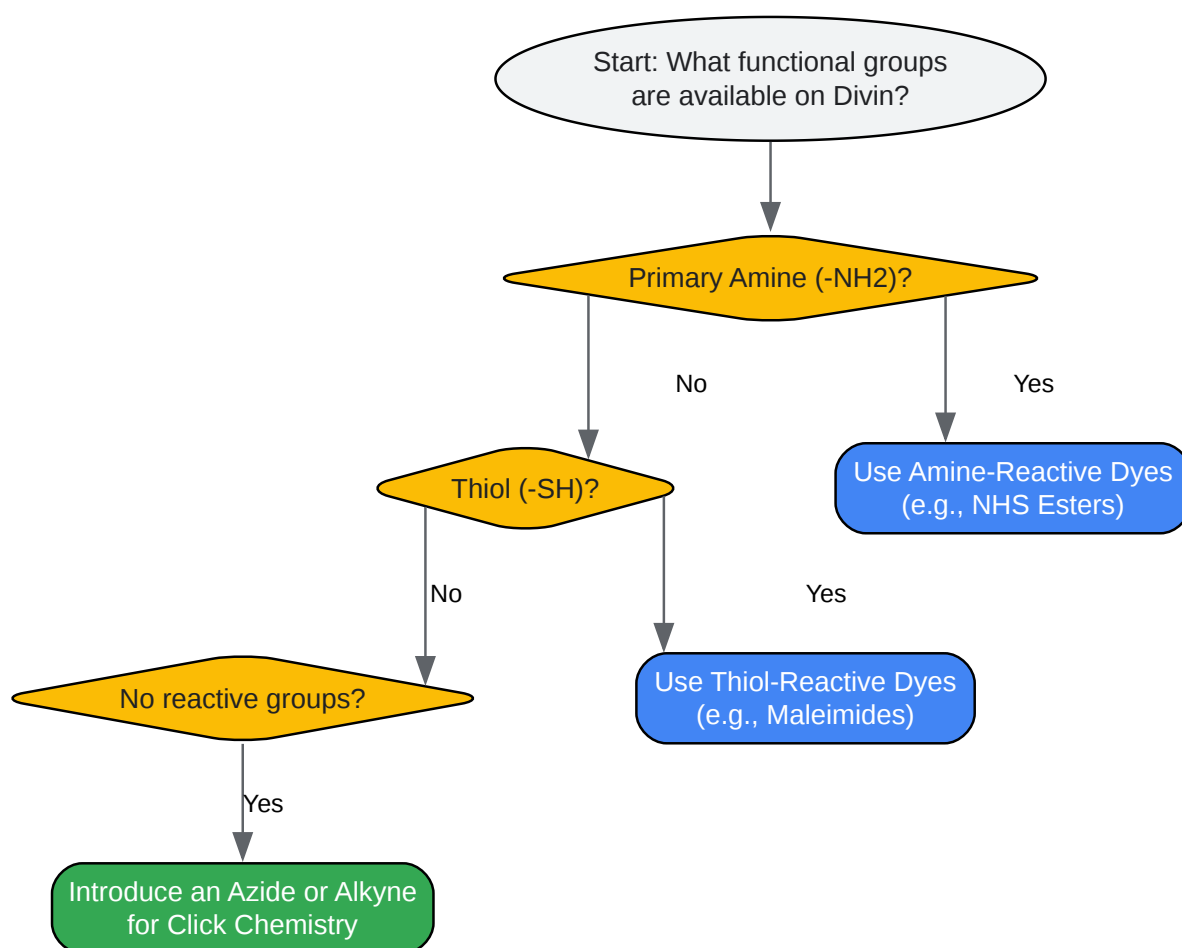 Start: What functional groups
are available on Divin?
Primary Amine (-NH2)?
No
Yes
Use Amine-Reactive Dyes
(e.g., NHS Esters)
Thiol (-SH)?
No
Yes
Use Thiol-Reactive Dyes
(e.g., Maleimides)
No reactive groups?
Yes
Introduce an Azide or Alkyne
for Click Chemistry